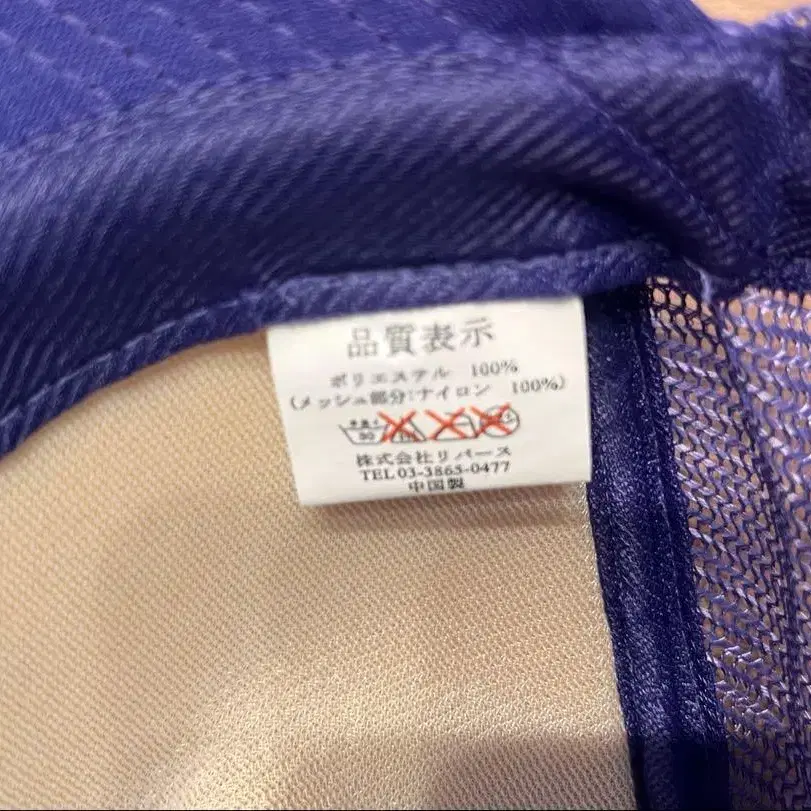 品質表示
ポリエステル 100%
(メッシュ部分:ナイロン 100%)
30
株式会社リバース
TEL 03-3865-0477
中国製